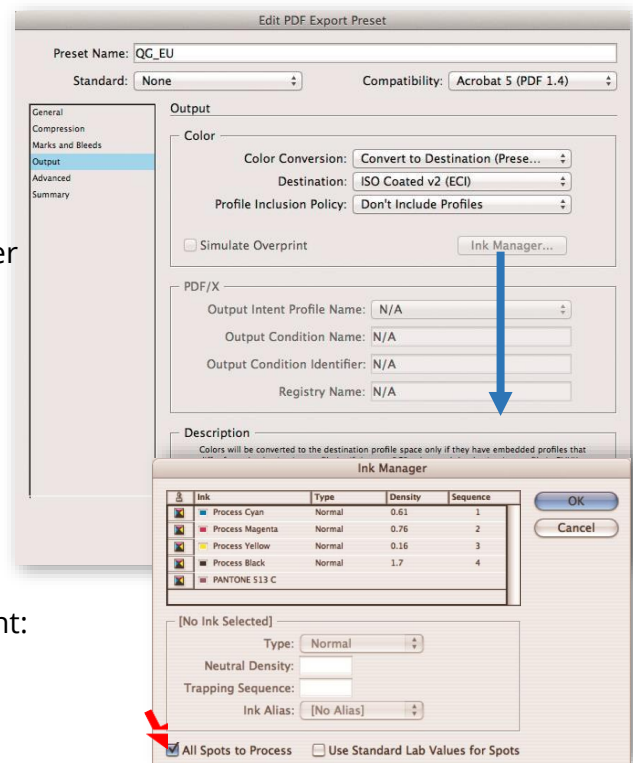 Edit PDF Export Preset
Preset Name: QG_EU
Standard: None Compatibility: Acrobat 5 (PDF 1.4)
General
Compression
Marks and Bleeds
Output
Advanced
Summary
Output
Color
Color Conversion: Convert to Destination (Prese...
Destination: ISO Coated v2 (ECI)
Profile Inclusion Policy: Don't Include Profiles
er
Simulate Overprint Ink Manager...
PDF/X
Output Intent Profile Name: N/A
Output Condition Name: N/A
Output Condition Identifier: N/A
Registry Name: N/A
Description
Colors will be converted to the destination profile space only if they have embedded profiles that
Ink Manager
Ink Type Density Sequence
Process Cyan Normal 0.61 1
Process Magenta Normal 0.76 2
Process Yellow Normal 0.16 3
Process Black Normal 1.7 4
PANTONE 513 C
OK
Cancel
nt:
[No Ink Selected]
Type: Normal
Neutral Density:
Trapping Sequence:
Ink Alias: [No Alias]
All Spots to Process Use Standard Lab Values for Spots